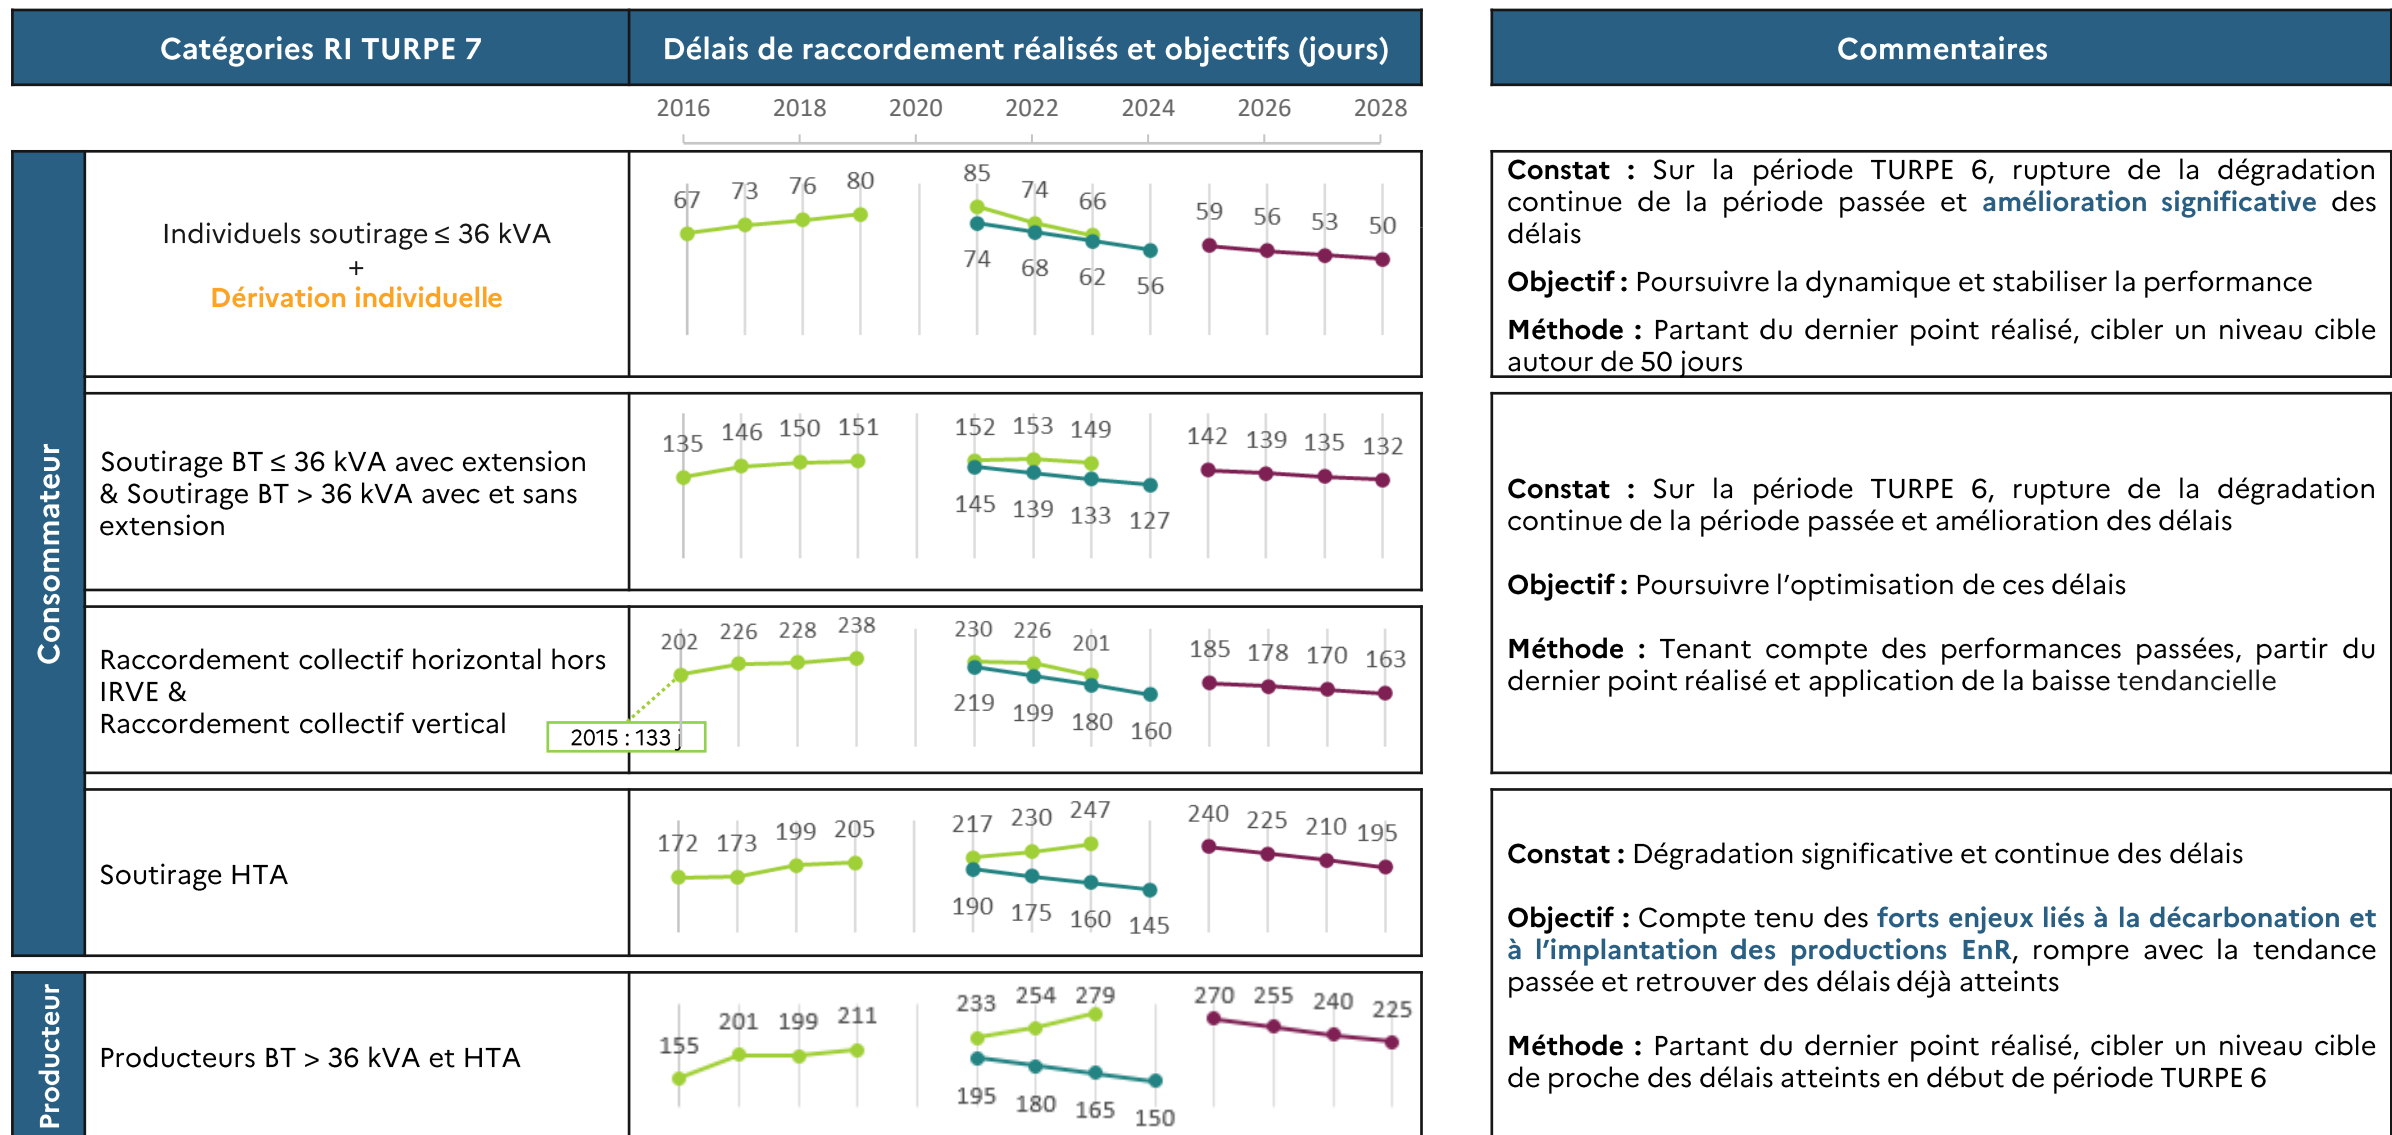 Catégories RI TURPE 7
Délais de raccordement réalisés et objectifs (jours)
Commentaires
2016 2018 2020 2022 2024 2026 2028
Consommateur
Individuels soutirage ≤ 36 kVA
+
Dérivation individuelle
67 73 76 80
85 74 66
74 68 62 56
59 56 53 50
Constat : Sur la période TURPE 6, rupture de la dégradation
continue de la période passée et amélioration significative des
délais
Objectif : Poursuivre la dynamique et stabiliser la performance
Méthode : Partant du dernier point réalisé, cibler un niveau cible
autour de 50 jours
Soutirage BT ≤ 36 kVA avec extension
& Soutirage BT > 36 kVA avec et sans
extension
135 146 150 151
152 153 149
145 139 133 127
142 139 135 132
Constat : Sur la période TURPE 6, rupture de la dégradation
continue de la période passée et amélioration des délais
Objectif : Poursuivre l'optimisation de ces délais
Méthode : Tenant compte des performances passées, partir du
dernier point réalisé et application de la baisse tendancielle
Raccordement collectif horizontal hors
IRVE &
Raccordement collectif vertical
2015 : 133 j
202 226 228 238
230 226 201
219 199 180 160
185 178 170 163
Soutirage HTA
172 173 199 205
217 230 247
190 175 160 145
240 225 210 195
Constat : Dégradation significative et continue des délais
Objectif : Compte tenu des forts enjeux liés à la décarbonation et
à l'implantation des productions EnR, rompre avec la tendance
passée et retrouver des délais déjà atteints
Méthode : Partant du dernier point réalisé, cibler un niveau cible
de proche des délais atteints en début de période TURPE 6
Producteur
Producteurs BT > 36 kVA et HTA
155 201 199 211
233 254 279
195 180 165 150
270 255 240 225